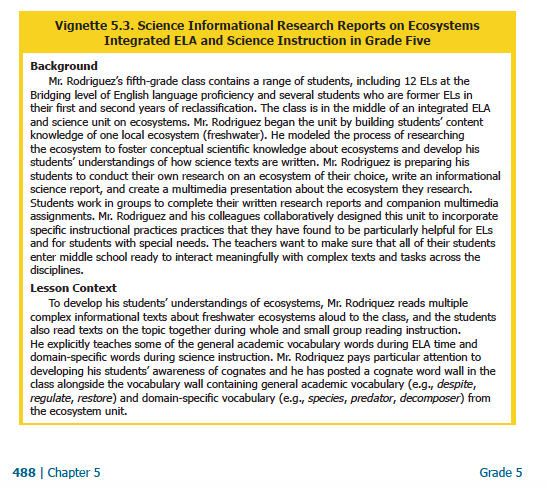 Vignette 5.3. Science Informational Research Reports on Ecosystems
Integrated ELA and Science Instruction in Grade Five
Background
Mr. Rodriguez's fifth-grade class contains a range of students, including 12 ELs at the
Bridging level of English language proficiency and several students who are former ELs in
their first and second years of reclassification. The class is in the middle of an integrated ELA
and science unit on ecosystems. Mr. Rodriguez began the unit by building students' content
knowledge of one local ecosystem (freshwater). He modeled the process of researching
the ecosystem to foster conceptual scientific knowledge about ecosystems and develop his
students' understandings of how science texts are written. Mr. Rodriguez is preparing his
students to conduct their own research on an ecosystem of their choice, write an informational
science report, and create a multimedia presentation about the ecosystem they research.
Students work in groups to complete their written research reports and companion multimedia
assignments. Mr. Rodriguez and his colleagues collaboratively designed this unit to incorporate
specific instructional practices practices that they have found to be particularly helpful for ELs
and for students with special needs. The teachers want to make sure that all of their students
enter middle school ready to interact meaningfully with complex texts and tasks across the
disciplines.
Lesson Context
To develop his students' understandings of ecosystems, Mr. Rodriquez reads multiple
complex informational texts about freshwater ecosystems aloud to the class, and the students
also read texts on the topic together during whole and small group reading instruction.
He explicitly teaches some of the general academic vocabulary words during ELA time and
domain-specific words during science instruction. Mr. Rodriquez pays particular attention to
developing his students' awareness of cognates and he has posted a cognate word wall in the
class alongside the vocabulary wall containing general academic vocabulary (e.g., despite,
regulate, restore) and domain-specific vocabulary (e.g., species, predator, decomposer) from
the ecosystem unit.
488 | Chapter 5 Grade 5